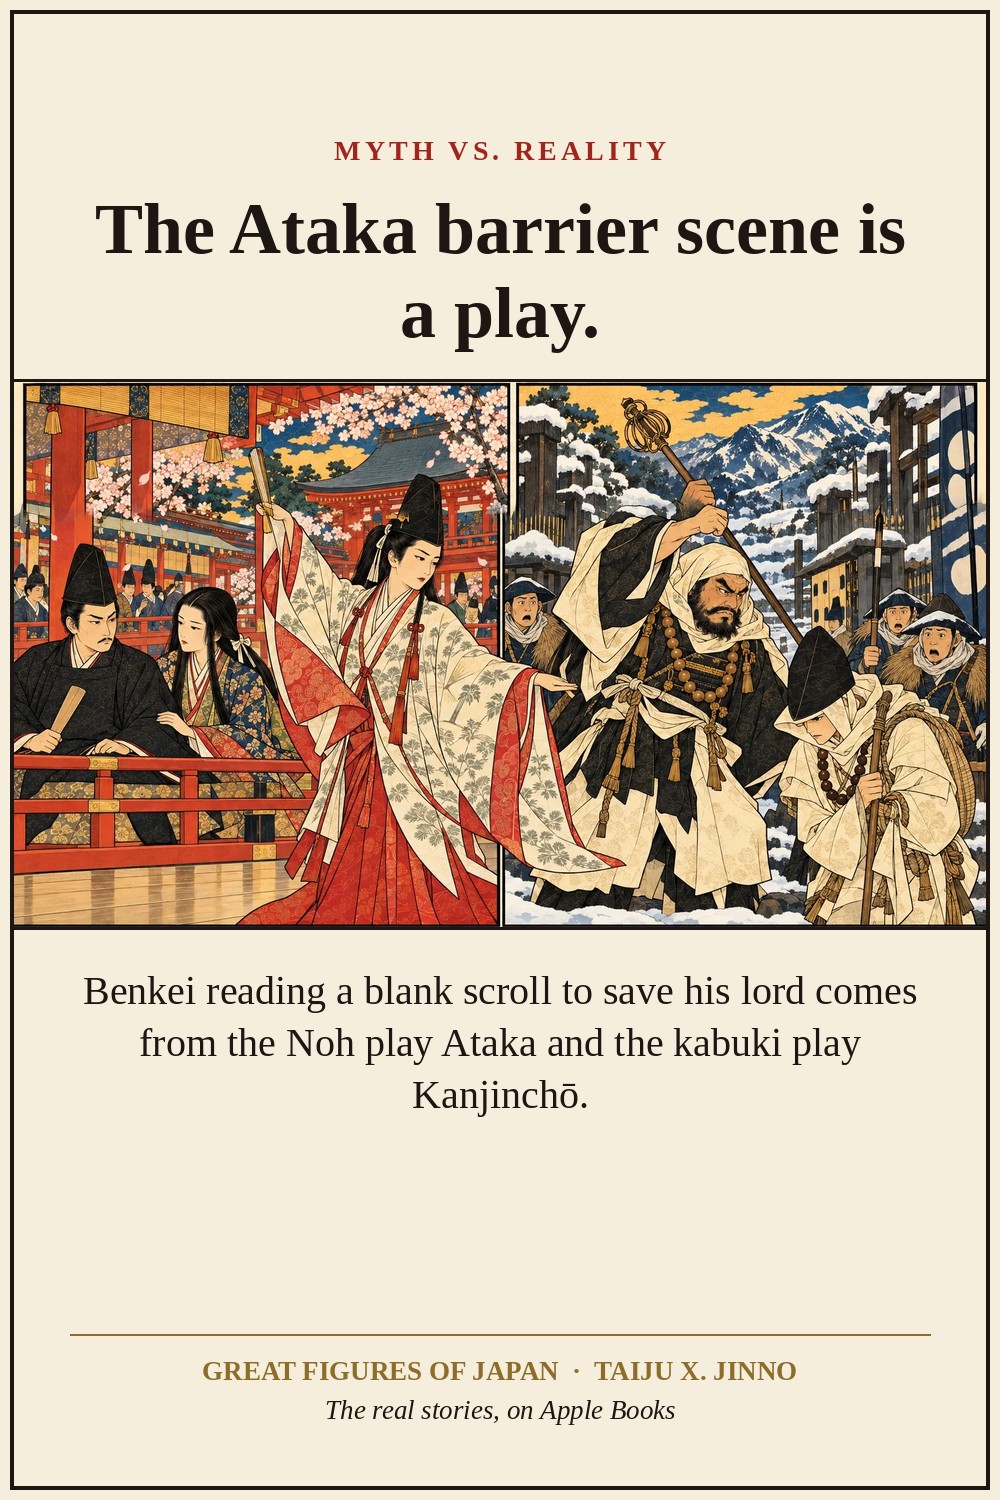 MYTH VS. REALITY
The Ataka barrier scene is
a play.
Benkei reading a blank scroll to save his lord comes
from the Noh play Ataka and the kabuki play
Kanjinchō.
GREAT FIGURES OF JAPAN · TAIJU X. JINNO
The real stories, on Apple Books